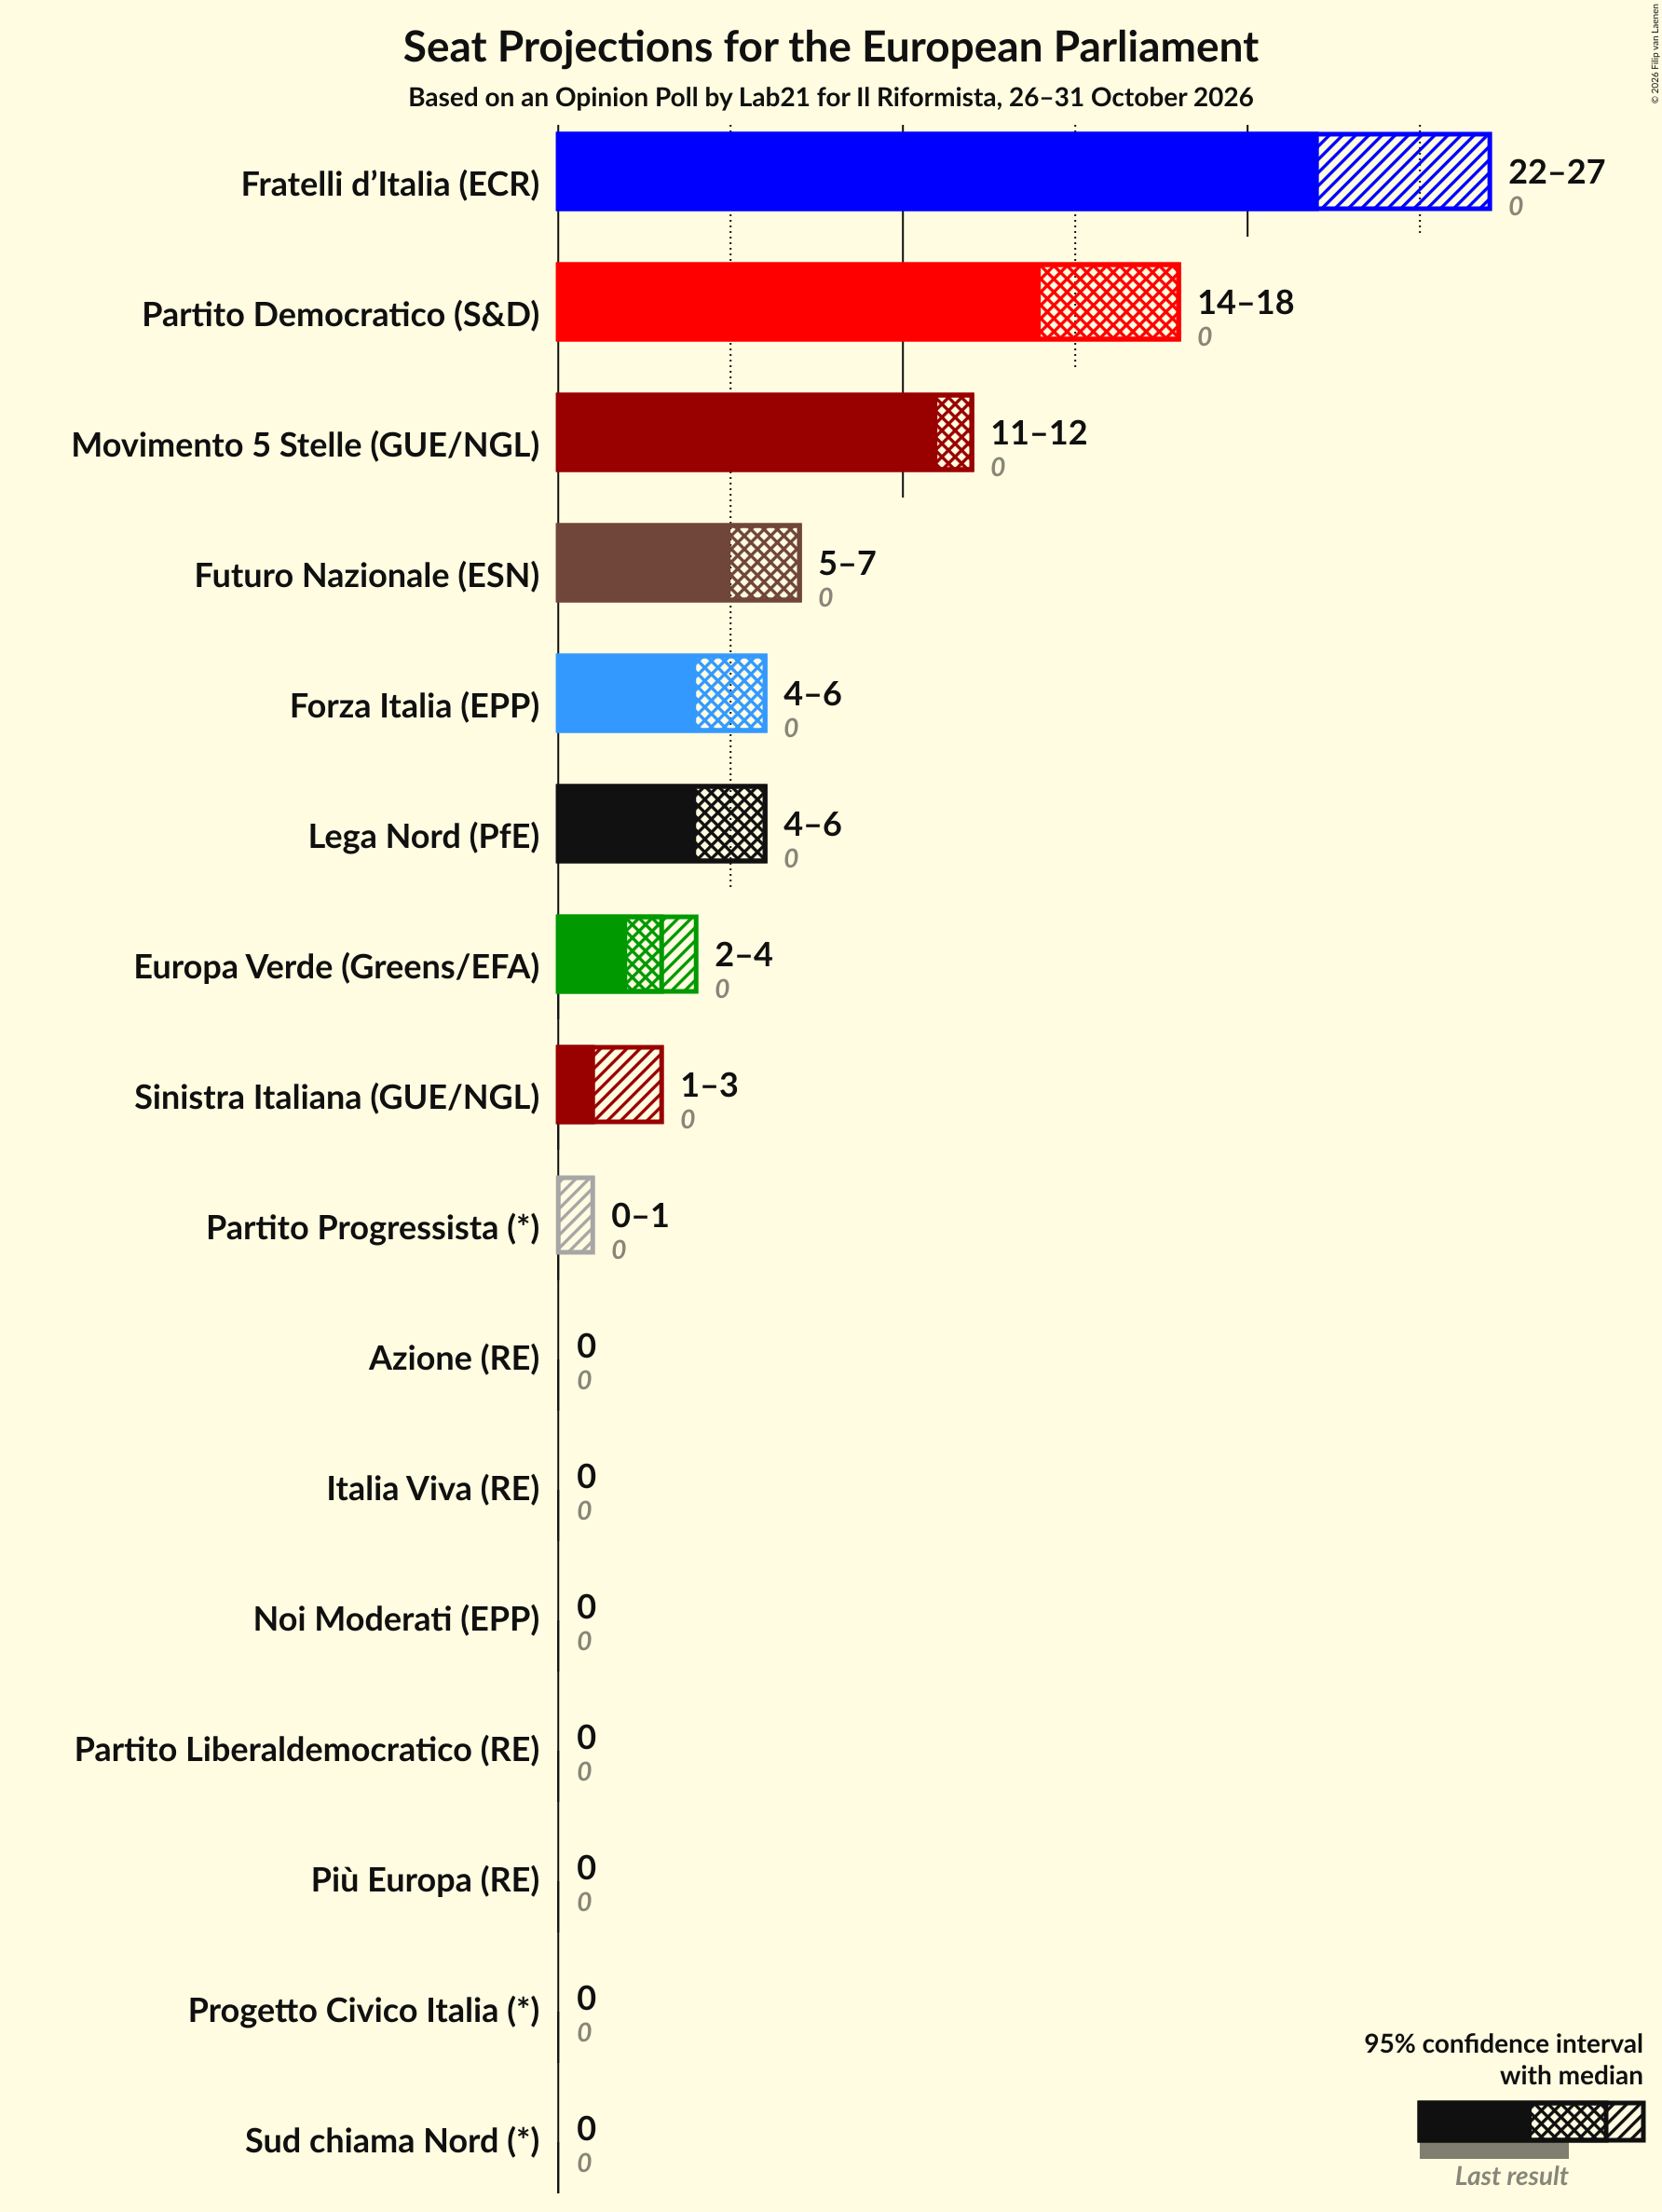 Seat Projections for the European Parliament
Based on an Opinion Poll by Lab21 for Il Riformista, 26–31 October 2026
© 2026 Filip van Laenen
Fratelli d’Italia (ECR)
22–27
0
Partito Democratico (S&D)
14–18
0
Movimento 5 Stelle (GUE/NGL)
11–12
0
Futuro Nazionale (ESN)
5–7
0
Forza Italia (EPP)
4–6
0
Lega Nord (PfE)
4–6
0
Europa Verde (Greens/EFA)
2–4
0
Sinistra Italiana (GUE/NGL)
1–3
0
Partito Progressista (*)
0–1
0
Azione (RE)
0
0
Italia Viva (RE)
0
0
Noi Moderati (EPP)
0
0
Partito Liberaldemocratico (RE)
0
0
Più Europa (RE)
0
0
Progetto Civico Italia (*)
0
0
Sud chiama Nord (*)
0
0
95% confidence interval
with median
Last result